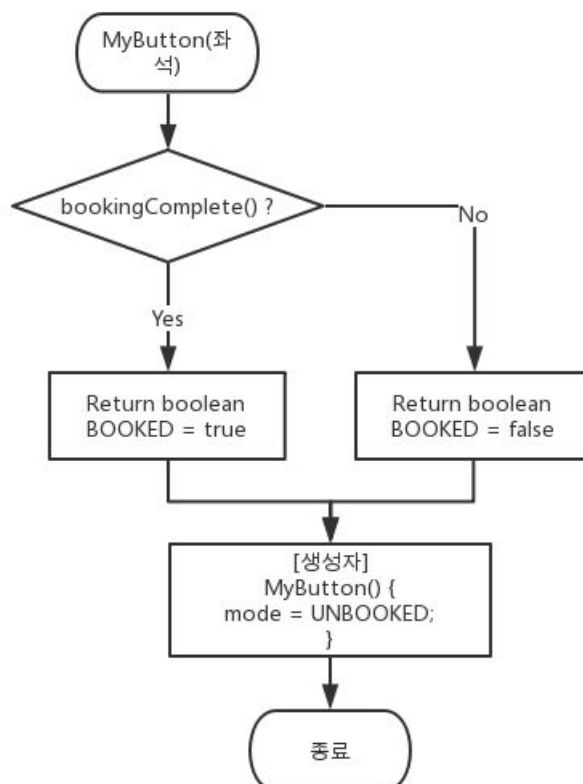 MyButton(좌
석)
bookingComplete() ?
No
Yes
Return boolean
BOOKED = true
Return boolean
BOOKED = false
[생성자]
MyButton() {
mode = UNBOOKED;
}
종료